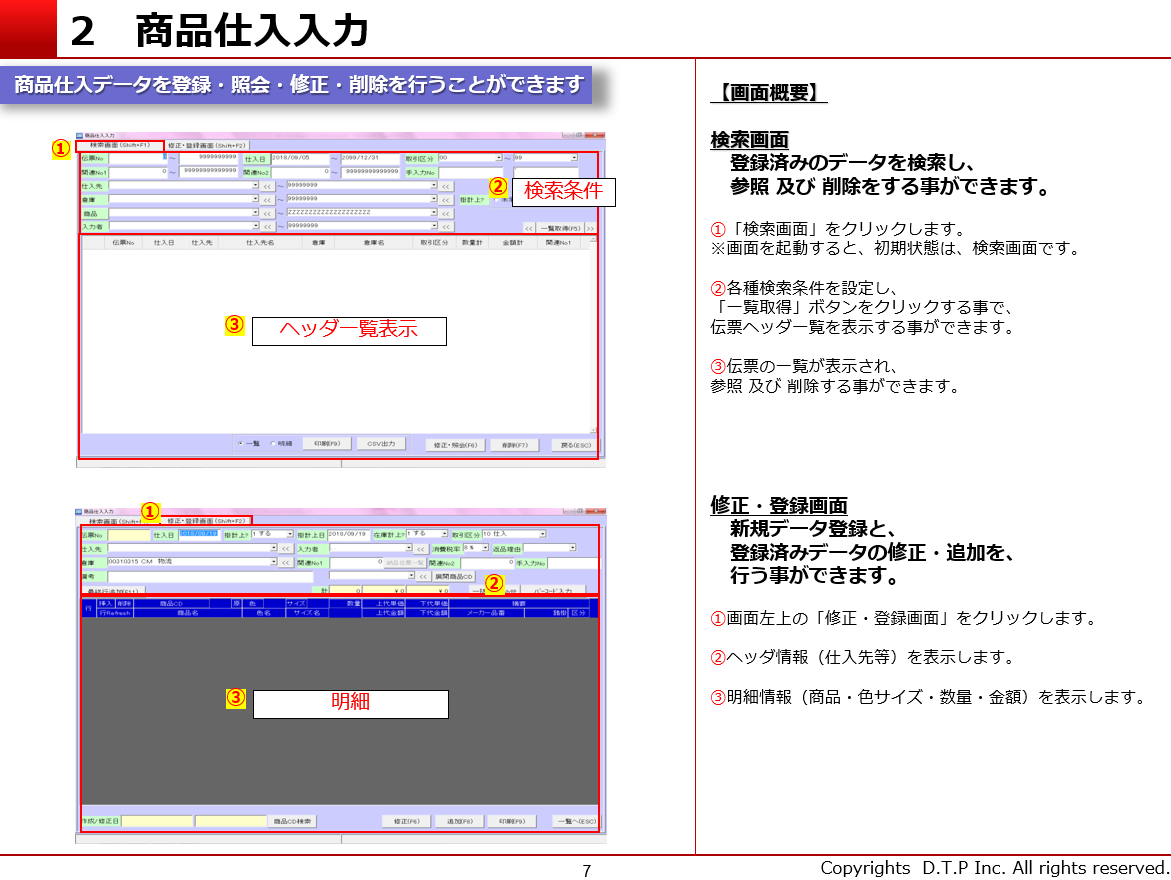 2　商品仕入入力
商品仕入データを登録・照会・修正・削除を行うことができます
商品仕入入力
①
検索画面(Shift+F1) 修正・登録画面(Shift+F2)
伝票No ～ 9999999999 仕入日 2018/09/05 ～ 2099/12/31 取引区分 00 ～ 99
関連No1 0 ～ 9999999999999 関連No2 0 ～ 9999999999999 手入力No
仕入先 << ～ 99999999 <<
②
検索条件
倉庫 << ～ 99999999 << 掛計上?
商品 << ～ ZZZZZZZZZZZZZZZZZZZZ <<
入力者 << ～ 99999999 << << 一覧取得(F5) >>
伝票No 仕入日 仕入先 仕入先名 倉庫 倉庫名 取引区分 数量計 金額計 関連No1
③
ヘッダ一覧表示
一覧 明細 印刷(F9) CSV出力 修正・照会(F6) 削除(F7) 戻る(ESC)
商品仕入入力
①
検索画面(Shift+ 修正・登録画面(Shift+F2)
伝票No 仕入日 2018/09/19 掛計上? 1 する 掛計上日 2018/09/19 在庫計上? 1 する 取引区分 10 仕入
仕入先 << 入力者 << 消費税率 8% 返品理由
倉庫 00310315 CM 物流 << 関連No1 0 関連No2 0 手入力No
備考 << 展開商品CD
②
最終行追加(F11) 計 0 ¥0 ¥0 バーコード入力
行 挿入 削除 商品CD 原 色 サイズ 数量 上代単価 下代単価 摘要
行Refresh 商品名 色名 サイズ名 上代金額 下代金額 メーカー品番 諸掛 区分
③
明細
作成/修正日 商品CD検索 修正(F6) 追加(F8) 印刷(F9) 一覧へ(ESC)
【画面概要】
検索画面
登録済みのデータを検索し、
参照 及び 削除をする事ができます。
①「検索画面」をクリックします。
※画面を起動すると、初期状態は、検索画面です。
②各種検索条件を設定し、
「一覧取得」ボタンをクリックする事で、
伝票ヘッダ一覧を表示する事ができます。
③伝票の一覧が表示され、
参照 及び 削除する事ができます。
修正・登録画面
新規データ登録と、
登録済みデータの修正・追加を、
行う事ができます。
①画面左上の「修正・登録画面」をクリックします。
②ヘッダ情報（仕入先等）を表示します。
③明細情報（商品・色サイズ・数量・金額）を表示します。
7
Copyrights D.T.P Inc. All rights reserved.